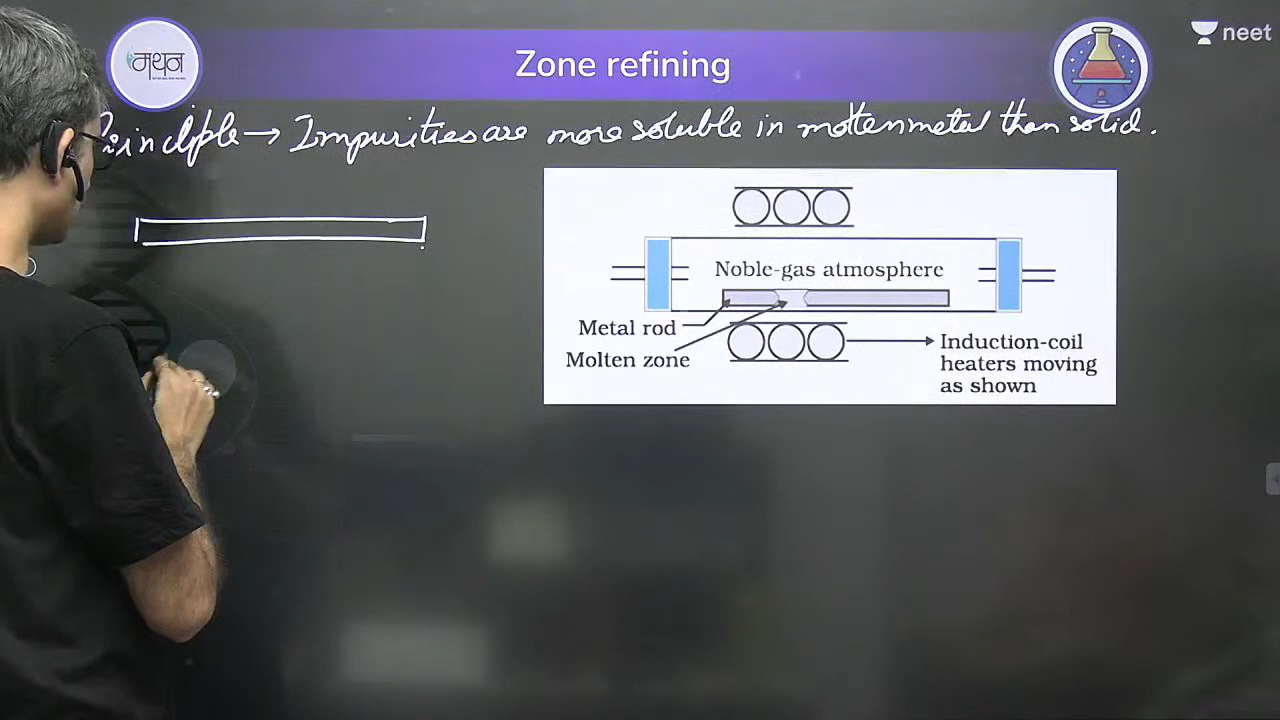 मंथन
Zone refining
neet
Principle → Impurities are more soluble in molten metal than solid.
Noble-gas atmosphere
Metal rod
Molten zone
Induction-coil
heaters moving
as shown